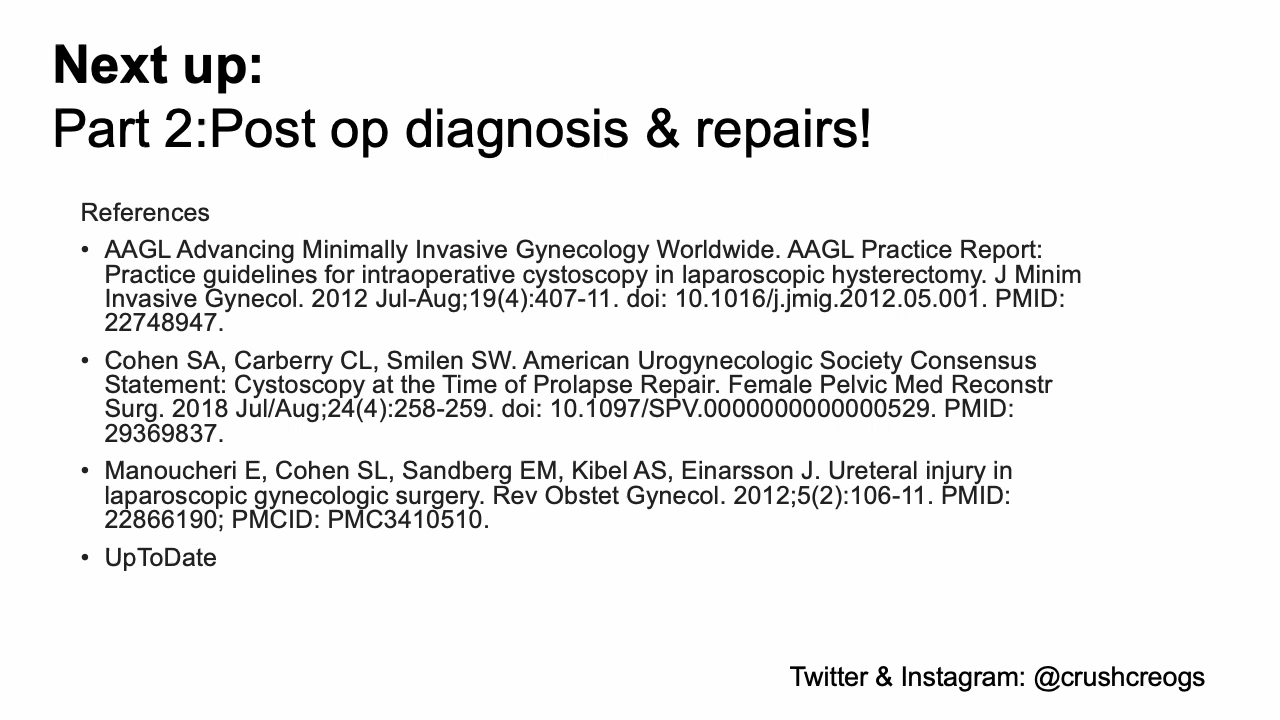 Next up:
Part 2:Post op diagnosis & repairs!
References
• AAGL Advancing Minimally Invasive Gynecology Worldwide. AAGL Practice Report:
Practice guidelines for intraoperative cystoscopy in laparoscopic hysterectomy. J Minim
Invasive Gynecol. 2012 Jul-Aug;19(4):407-11. doi: 10.1016/j.jmig.2012.05.001. PMID:
22748947.
• Cohen SA, Carberry CL, Smilen SW. American Urogynecologic Society Consensus
Statement: Cystoscopy at the Time of Prolapse Repair. Female Pelvic Med Reconstr
Surg. 2018 Jul/Aug;24(4):258-259. doi: 10.1097/SPV.0000000000000529. PMID:
29369837.
• Manoucheri E, Cohen SL, Sandberg EM, Kibel AS, Einarsson J. Ureteral injury in
laparoscopic gynecologic surgery. Rev Obstet Gynecol. 2012;5(2):106-11. PMID:
22866190; PMCID: PMC3410510.
• UpToDate
Twitter & Instagram: @crushcreogs